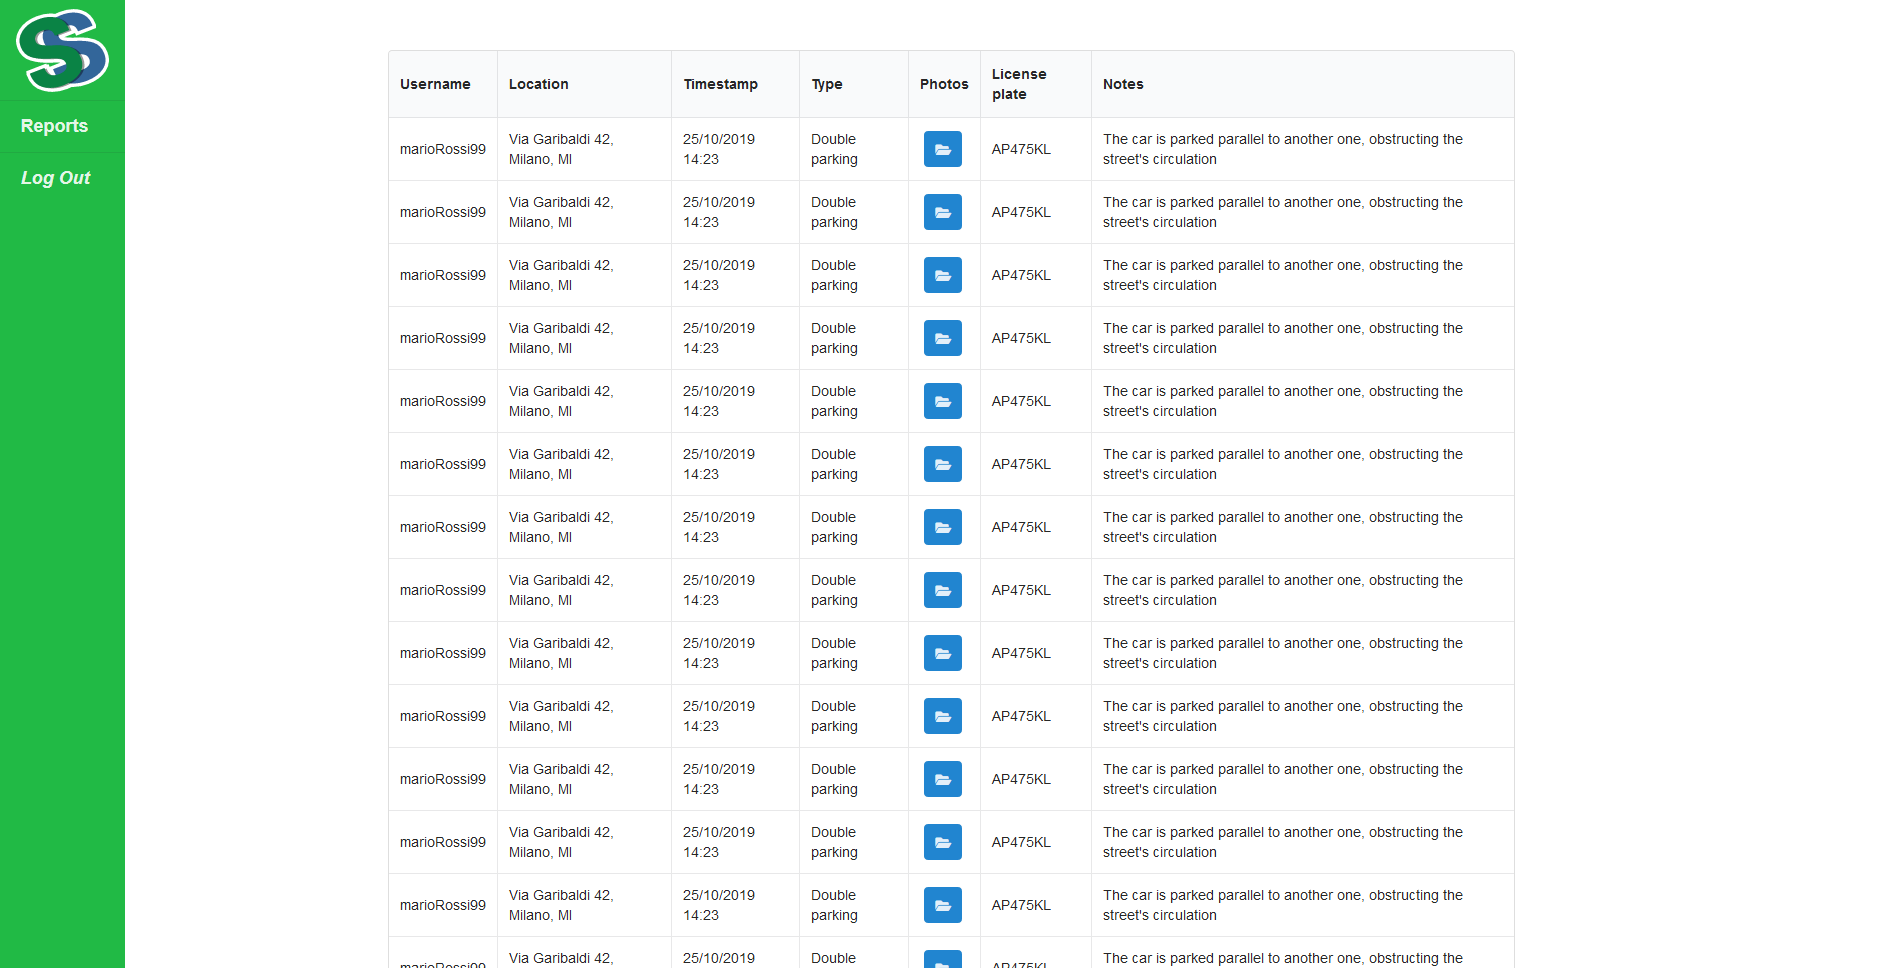 SS
Reports
Log Out
Username Location Timestamp Type Photos License plate Notes
marioRossi99 Via Garibaldi 42, 25/10/2019 Double AP475KL The car is parked parallel to another one, obstructing the
Milano, MI 14:23 parking street's circulation
marioRossi99 Via Garibaldi 42, 25/10/2019 Double AP475KL The car is parked parallel to another one, obstructing the
Milano, MI 14:23 parking street's circulation
marioRossi99 Via Garibaldi 42, 25/10/2019 Double AP475KL The car is parked parallel to another one, obstructing the
Milano, MI 14:23 parking street's circulation
marioRossi99 Via Garibaldi 42, 25/10/2019 Double AP475KL The car is parked parallel to another one, obstructing the
Milano, MI 14:23 parking street's circulation
marioRossi99 Via Garibaldi 42, 25/10/2019 Double AP475KL The car is parked parallel to another one, obstructing the
Milano, MI 14:23 parking street's circulation
marioRossi99 Via Garibaldi 42, 25/10/2019 Double AP475KL The car is parked parallel to another one, obstructing the
Milano, MI 14:23 parking street's circulation
marioRossi99 Via Garibaldi 42, 25/10/2019 Double AP475KL The car is parked parallel to another one, obstructing the
Milano, MI 14:23 parking street's circulation
marioRossi99 Via Garibaldi 42, 25/10/2019 Double AP475KL The car is parked parallel to another one, obstructing the
Milano, MI 14:23 parking street's circulation
marioRossi99 Via Garibaldi 42, 25/10/2019 Double AP475KL The car is parked parallel to another one, obstructing the
Milano, MI 14:23 parking street's circulation
marioRossi99 Via Garibaldi 42, 25/10/2019 Double AP475KL The car is parked parallel to another one, obstructing the
Milano, MI 14:23 parking street's circulation
marioRossi99 Via Garibaldi 42, 25/10/2019 Double AP475KL The car is parked parallel to another one, obstructing the
Milano, MI 14:23 parking street's circulation
marioRossi99 Via Garibaldi 42, 25/10/2019 Double AP475KL The car is parked parallel to another one, obstructing the
Milano, MI 14:23 parking street's circulation
marioRossi99 Via Garibaldi 42, 25/10/2019 Double AP475KL The car is parked parallel to another one, obstructing the
Milano, MI 14:23 parking street's circulation
marioRossi99 Via Garibaldi 42, 25/10/2019 Double AP475KL The car is parked parallel to another one, obstructing the